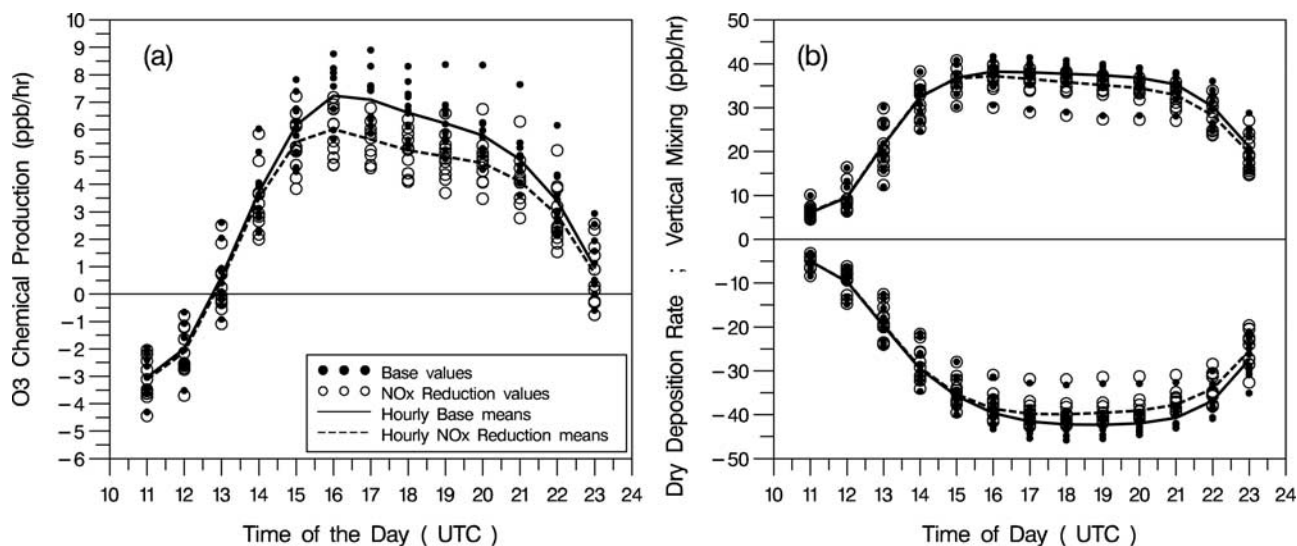 (a)
O3 Chemical Production (ppb/hr)
10
9
8
7
6
5
4
3
2
1
0
−1
−2
−3
−4
−5
−6
Base values
NOx Reduction values
Hourly Base means
Hourly NOx Reduction means
10 11 12 13 14 15 16 17 18 19 20 21 22 23 24
Time of the Day ( UTC )
(b)
Dry Deposition Rate ; Vertical Mixing (ppb/hr)
50
40
30
20
10
0
−10
−20
−30
−40
−50
10 11 12 13 14 15 16 17 18 19 20 21 22 23 24
Time of Day ( UTC )